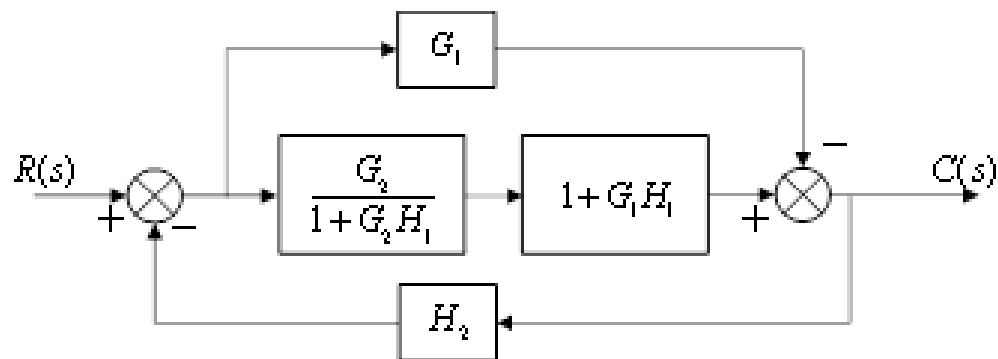 G₁
−
R(s)
G₂
1+G₂H₁
1+G₁H₁
C(s)
+
−
+
H₂